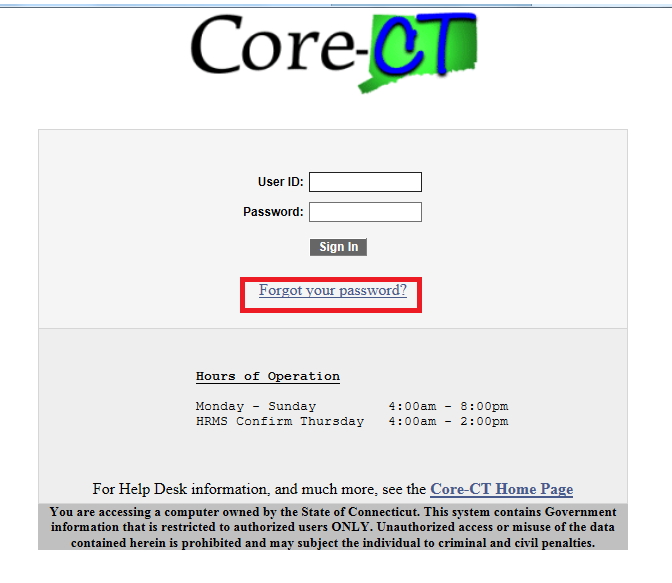 Core-CT
User ID:
Password:
Sign In
Forgot your password?
Hours of Operation
Monday - Sunday 4:00am - 8:00pm
HRMS Confirm Thursday 4:00am - 2:00pm
For Help Desk information, and much more, see the Core-CT Home Page
You are accessing a computer owned by the State of Connecticut. This system contains Government
information that is restricted to authorized users ONLY. Unauthorized access or misuse of the data
contained herein is prohibited and may subject the individual to criminal and civil penalties.